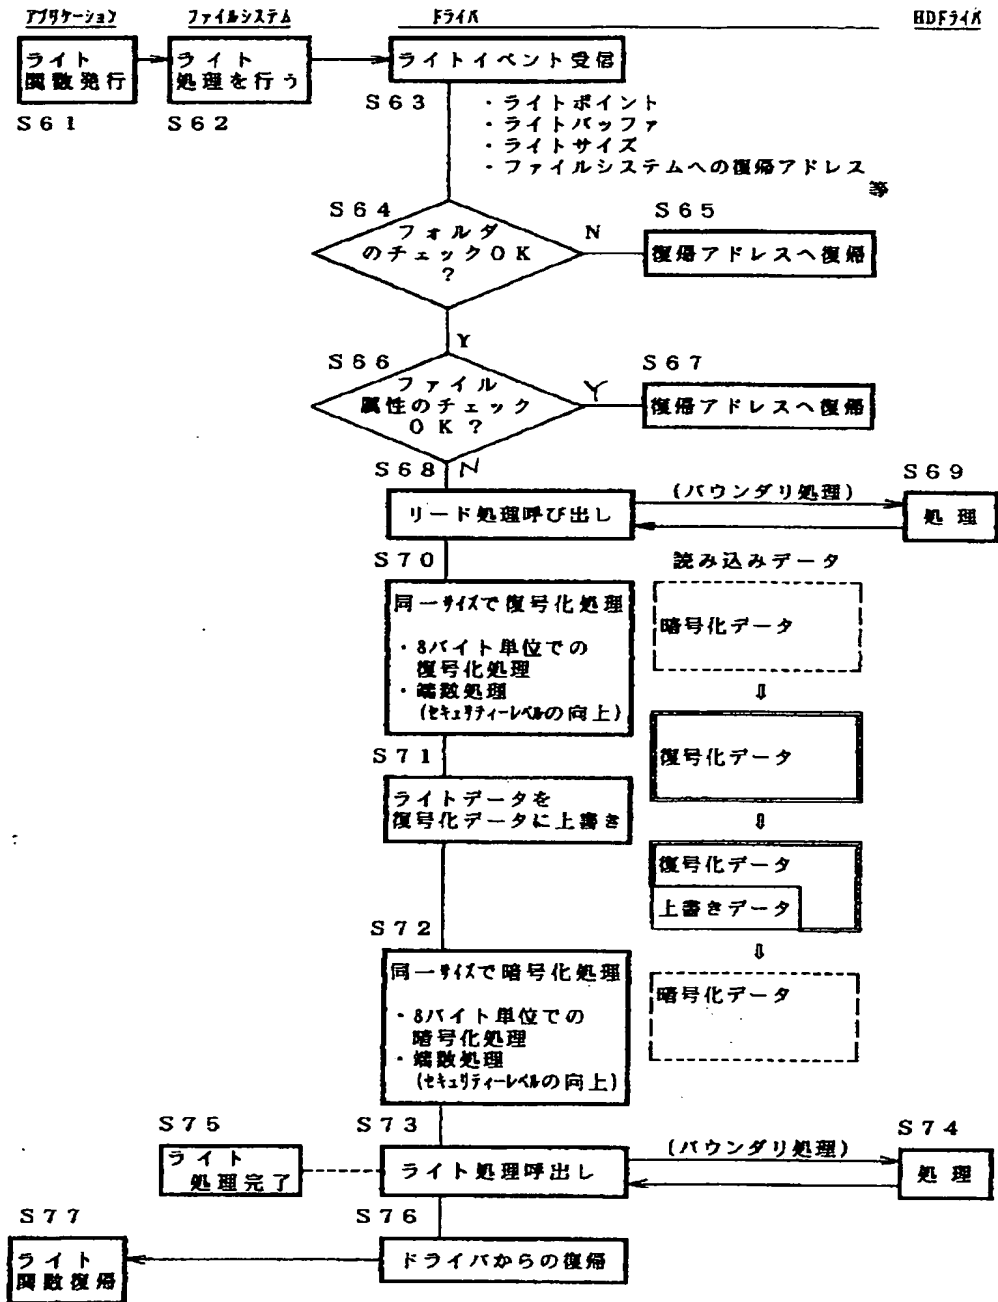 アプリケーション
ファイルシステム
ドライバ
HDドライバ
ライト
関数発行
S61
ライト
処理を行う
S62
ライトイベント受信
S63
・ライトポイント
・ライトバッファ
・ライトサイズ
・ファイルシステムへの復帰アドレス
等
S64
フォルダ
のチェックOK
?
N
S65
復帰アドレスへ復帰
Y
S66
ファイル
属性のチェック
OK?
Y
S67
復帰アドレスへ復帰
S68
N
リード処理呼び出し
(バウンダリ処理)
S69
処理
S70
同一サイズで復号化処理
・8バイト単位での
復号化処理
・端数処理
(セキュリティーレベルの向上)
読み込みデータ
暗号化データ
⇩
復号化データ
S71
ライトデータを
復号化データに上書き
⇩
復号化データ
上書きデータ
⇩
S72
同一サイズで暗号化処理
・8バイト単位での
暗号化処理
・端数処理
(セキュリティーレベルの向上)
暗号化データ
S75
ライト
処理完了
S73
ライト処理呼出し
(バウンダリ処理)
S74
処理
S76
ドライバからの復帰
S77
ライト
関数復帰